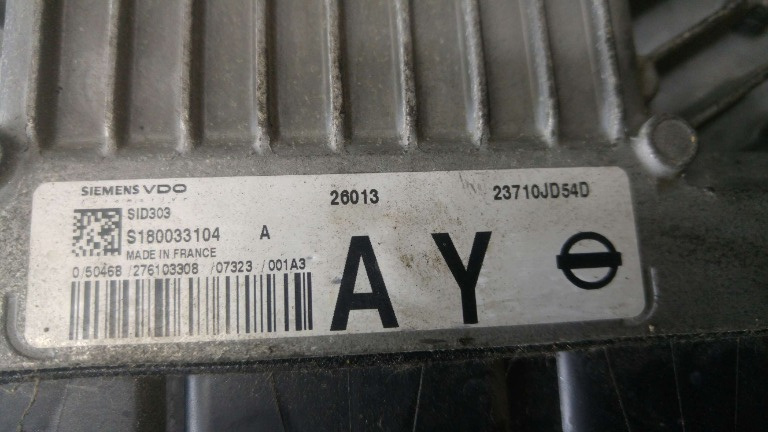 SIEMENS VDO
26013
23710JD54D
SID303
S180033104 A
MADE IN FRANCE
0/50468/276103308/07323/001A3
AY